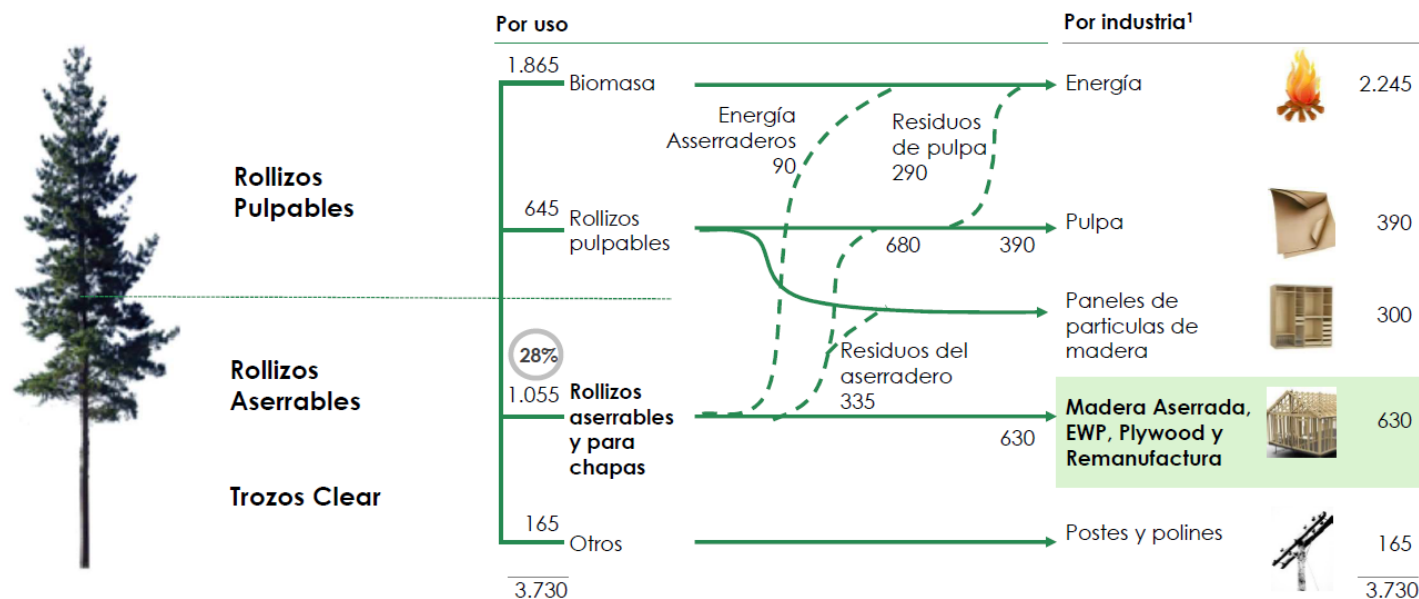 Por uso
Por industria¹
1.865
Biomasa
Energía
2.245
Energía
Asserraderos
90
Residuos
de pulpa
290
Rollizos
Pulpables
645
Rollizos
pulpables
680
390
Pulpa
390
Paneles de
particulas de
madera
300
28%
Rollizos
Aserrables
1.055
Rollizos
aserrables
y para
chapas
Residuos del
aserradero
335
630
Madera Aserrada,
EWP, Plywood y
Remanufactura
630
Trozos Clear
165
Otros
Postes y polines
165
3.730
3.730